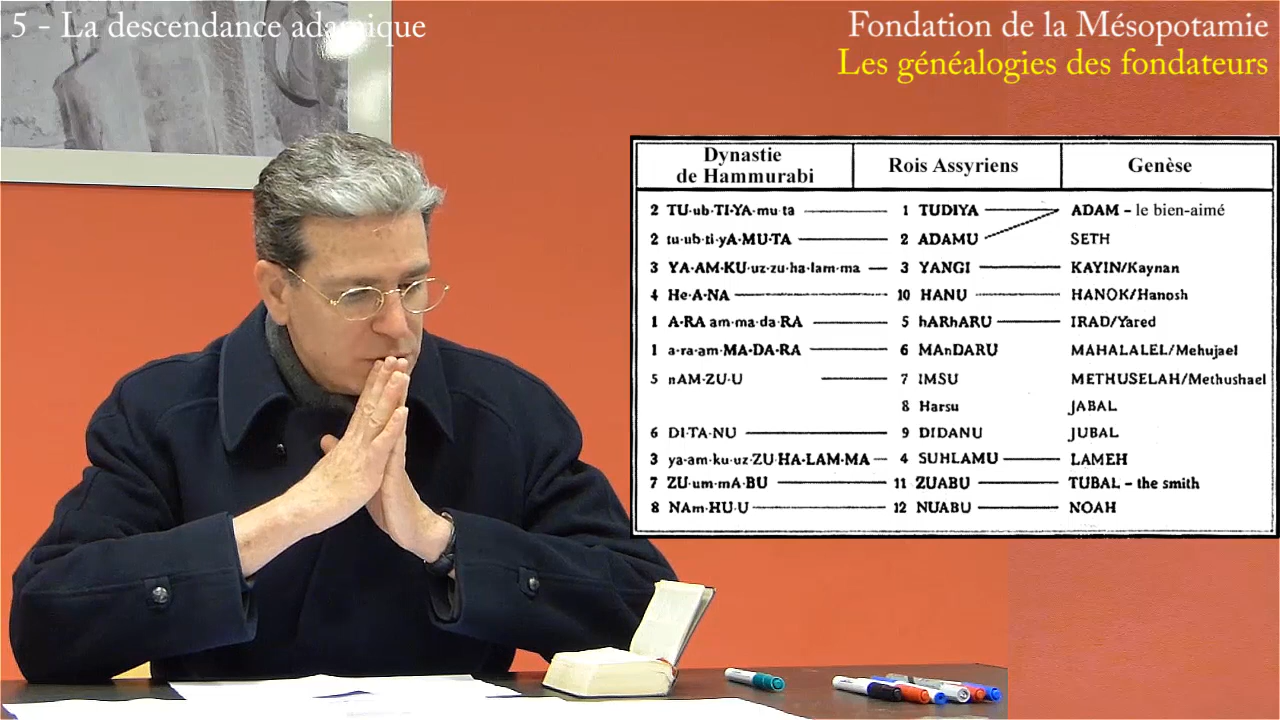 5 - La descendance adamique
Fondation de la Mésopotamie
Les généalogies des fondateurs
Dynastie de Hammurabi Rois Assyriens Genèse
2 TU·ub·TI·YA·mu·ta 1 TUDIYA ADAM - le bien-aimé
2 tu·ub·ti·yA·MU·TA 2 ADAMU SETH
3 YA·AM·KU·uz·zu·ha·lam·ma 3 YANGI KAYIN/Kaynan
4 He·A·NA 10 HANU HANOK/Hanosh
1 A·RA am·ma·da·RA 5 hARhARU IRAD/Yared
1 a·ra·am·MA·DA·RA 6 MAnDARU MAHALALEL/Mehujael
5 nAM·ZU·U 7 IMSU METHUSELAH/Methushael
8 Harsu JABAL
6 DI·TA·NU 9 DIDANU JUBAL
3 ya·am·ku·uz·ZU·HA·LAM·MA 4 SUHLAMU LAMEH
7 ZU·um·mA·BU 11 ZUABU TUBAL - the smith
8 NAm·HU·U 12 NUABU NOAH